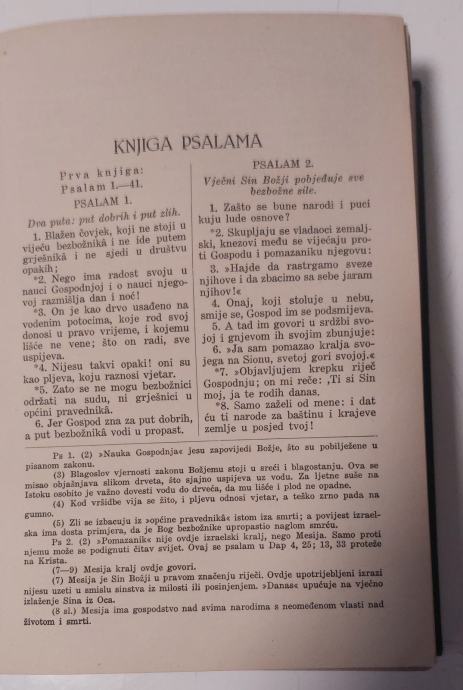 KNJIGA PSALAMA
Prva knjiga:
Psalam 1.—41.
PSALAM 1.
Dva puta: put dobrih i put zlih.
1. Blažen čovjek, koji ne stoji u
vijeću bezbožnikâ i ne ide putem
grješnikâ i ne sjedi u društvu
opakih;
*2. Nego ima radost svoju u
nauci Gospodnjoj i o nauci njego-
voj razmišlja dan i noć!
*3. On je kao drvo usađeno na
vodenim potocima, koje rod svoj
donosi u pravo vrijeme, i kojemu
lišće ne vene; što on radi, sve
uspijeva.
*4. Nijesu takvi opaki! oni su
kao pljeva, koju raznosi vjetar.
*5. Zato se ne mogu bezbožnici
održati na sudu, ni grješnici u
općini pravednikâ.
6. Jer Gospod zna za put dobrih,
a put bezbožnikâ vodi u propast.
PSALAM 2.
Vječni Sin Božji pobjeđuje sve
bezbožne sile.
1. Zašto se bune narodi i puci
kuju lude osnove?
*2. Skupljaju se vladaoci zemalj-
ski, knezovi među se vijećaju pro-
ti Gospodu i pomazaniku njegovu:
3. »Hajde da rastrgamo sveze
njihove i da zbacimo sa sebe jaram
njihov!«
4. Onaj, koji stoluje u nebu,
smije se, Gospod im se podsmijeva.
5. A tad im govori u srdžbi svo-
joj i gnjevom ih svojim zbunjuje:
6. »Ja sam pomazao kralja svo-
jega na Sionu, svetoj gori svojoj.«
*7. »Objavljujem krepku riječ
Gospodnju; on mi reče: ‚Ti si Sin
moj, ja te rodih danas.
*8. Samo zaželi od mene: i dat
ću ti narode za baštinu i krajeve
zemlje u posjed tvoj!
Ps 1. (2) »Nauka Gospodnja« jesu zapovijedi Božje, što su pobilježene u
pisanom zakonu.
(3) Blagoslov vjernosti zakonu Božjemu stoji u sreći i blagostanju. Ova se
misao objašnjava slikom drveta, što sjajno uspijeva uz vodu. Za ljetne suše na
Istoku osobito je važno dovesti vodu do drveća, da mu lišće i plod ne opadne.
(4) Kod vršidbe vija se žito, i pljevu odnosi vjetar, a teško zrno pada na
gumno.
(5) Zli se izbacuju iz »općine pravednikâ« istom iza smrti; a povijest izrael-
ska ima dosta primjera, da je Bog bezbožnike upropastio naglom smrću.
Ps 2. (2) »Pomazanik« nije ovdje izraelski kralj, nego Mesija. Samo proti
njemu može se podignuti čitav svijet. Ovaj se psalam u Dap 4, 25; 13, 33 proteže
na Krista.
(7—9) Mesija kralj ovdje govori.
(7) Mesija je Sin Božji u pravom značenju riječi. Ovdje upotrijebljeni izrazi
nijesu uzeti u smislu sinstva iz milosti ili posinjenjem. »Danas« upućuje na vječno
izlaženje Sina iz Oca.
(8 sl.) Mesija ima gospodstvo nad svima narodima s neomeđenom vlasti nad
životom i smrti.